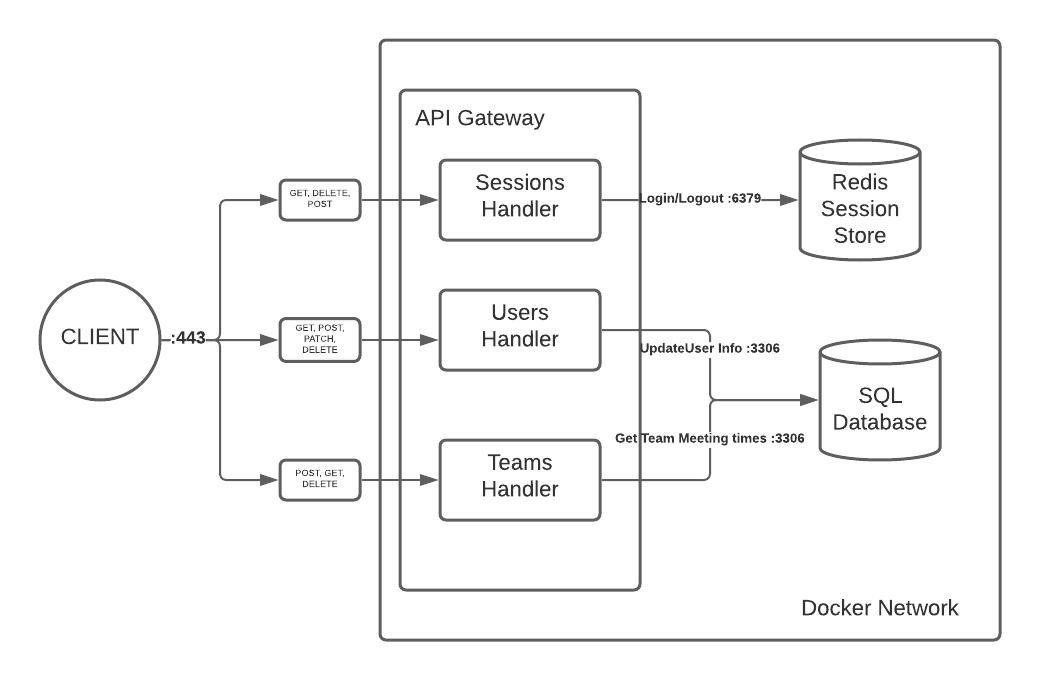 API Gateway
Sessions
Handler
GET, DELETE,
POST
Login/Logout :6379
Redis
Session
Store
CLIENT
:443
GET, POST,
PATCH,
DELETE
Users
Handler
UpdateUser Info :3306
SQL
Database
Get Team Meeting times :3306
POST, GET,
DELETE
Teams
Handler
Docker Network